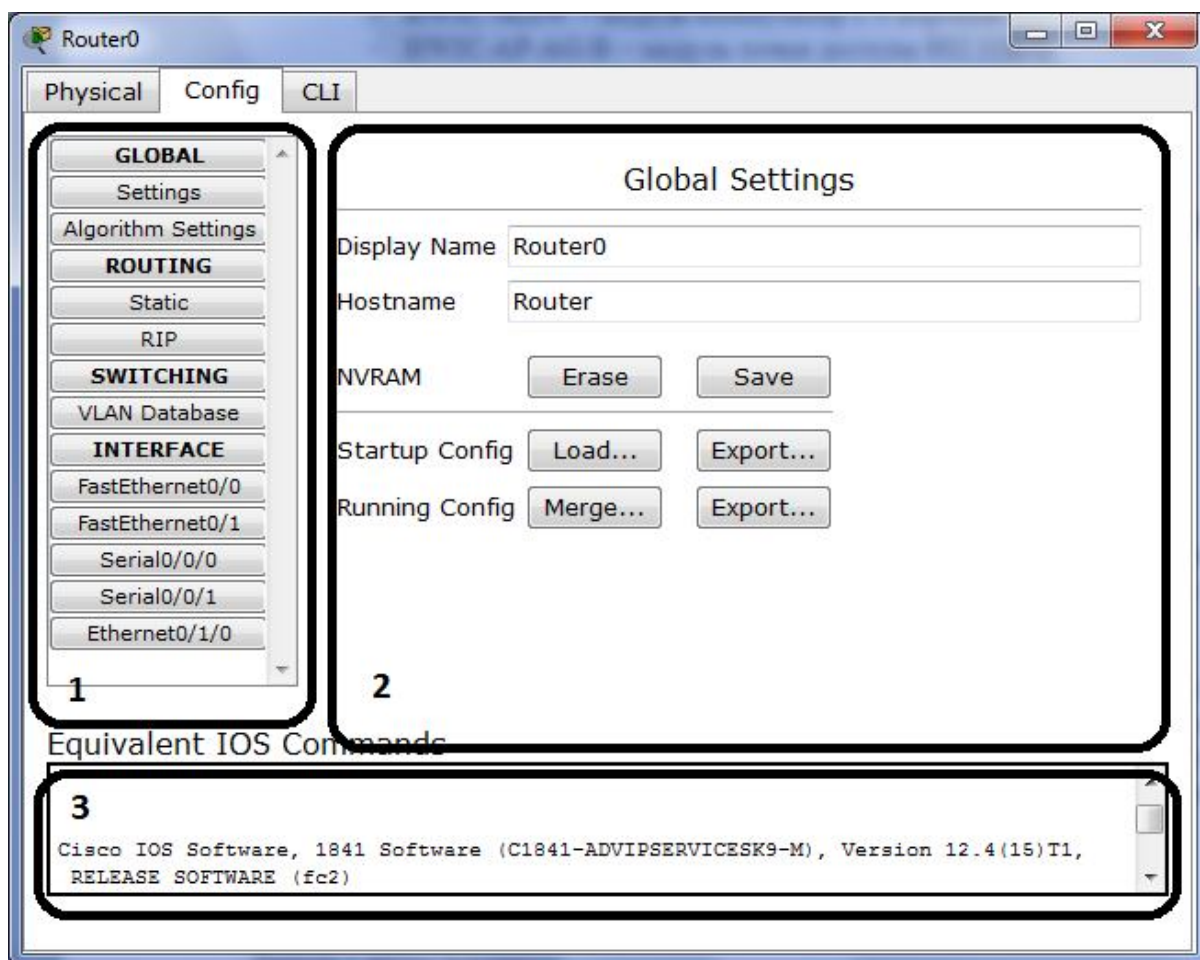 Router0
Physical Config CLI
GLOBAL
Settings
Algorithm Settings
ROUTING
Static
RIP
SWITCHING
VLAN Database
INTERFACE
FastEthernet0/0
FastEthernet0/1
Serial0/0/0
Serial0/0/1
Ethernet0/1/0
1
Global Settings
Display Name Router0
Hostname Router
NVRAM Erase Save
Startup Config Load... Export...
Running Config Merge... Export...
2
Equivalent IOS Commands
3
Cisco IOS Software, 1841 Software (C1841-ADVIPSERVICESK9-M), Version 12.4(15)T1,
RELEASE SOFTWARE (fc2)